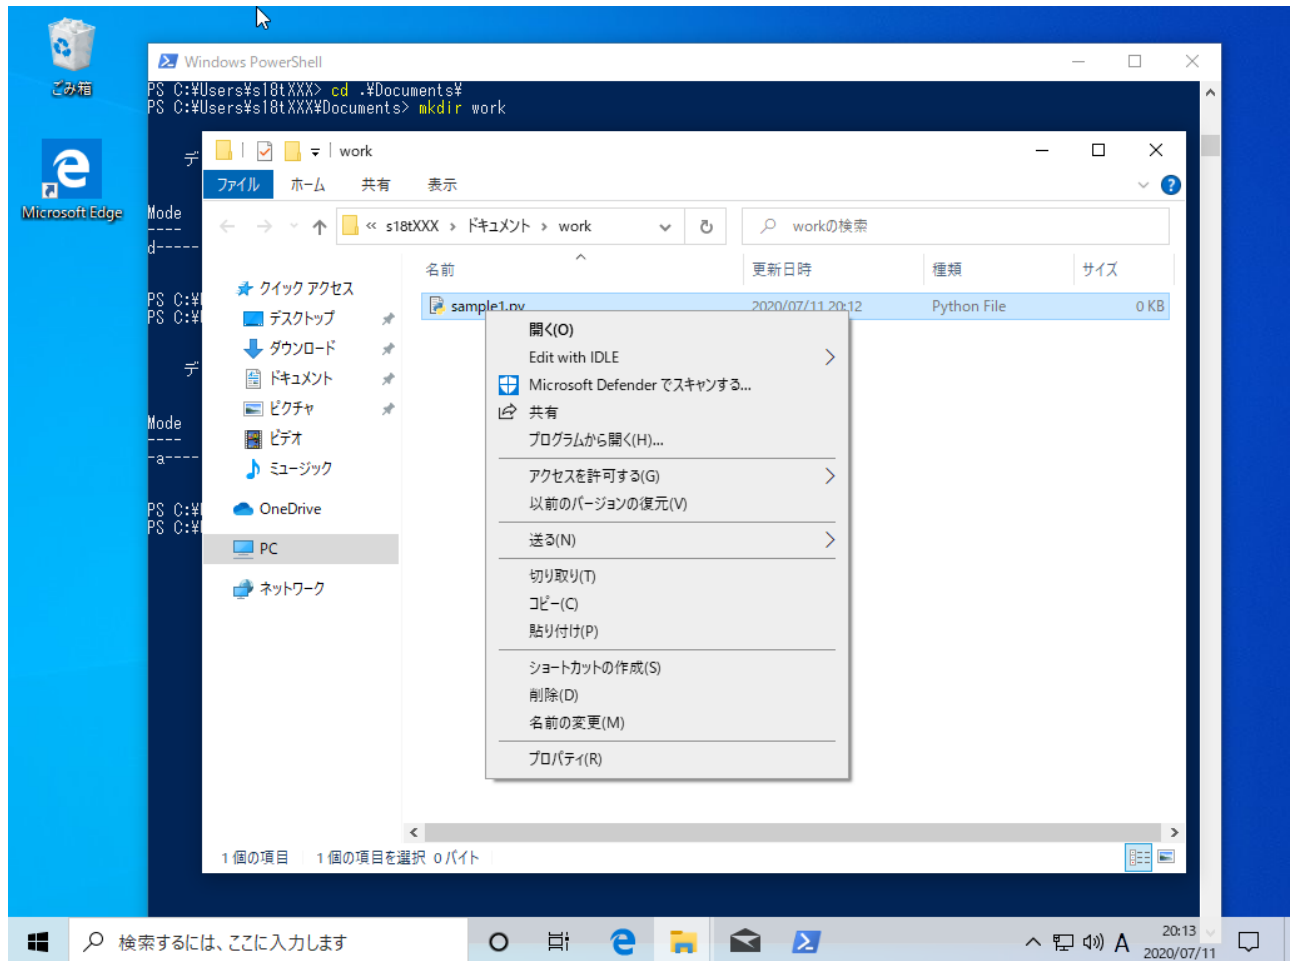 ごみ箱
Microsoft Edge
Windows PowerShell
PS C:¥Users¥s18tXXX> cd .¥Documents¥
PS C:¥Users¥s18tXXX¥Documents> mkdir work
デ
Mode
----
d-----
PS C:¥
PS C:¥
デ
Mode
----
-a----
PS C:¥
PS C:¥
work
ファイル ホーム 共有 表示
« s18tXXX › ドキュメント › work
workの検索
名前 更新日時 種類 サイズ
sample1.py 2020/07/11 20:12 Python File 0 KB
クイック アクセス
デスクトップ
ダウンロード
ドキュメント
ピクチャ
ビデオ
ミュージック
OneDrive
PC
ネットワーク
開く(O)
Edit with IDLE
Microsoft Defender でスキャンする...
共有
プログラムから開く(H)...
アクセスを許可する(G)
以前のバージョンの復元(V)
送る(N)
切り取り(T)
コピー(C)
貼り付け(P)
ショートカットの作成(S)
削除(D)
名前の変更(M)
プロパティ(R)
1 個の項目 1 個の項目を選択 0 バイト
検索するには、ここに入力します
A
20:13
2020/07/11